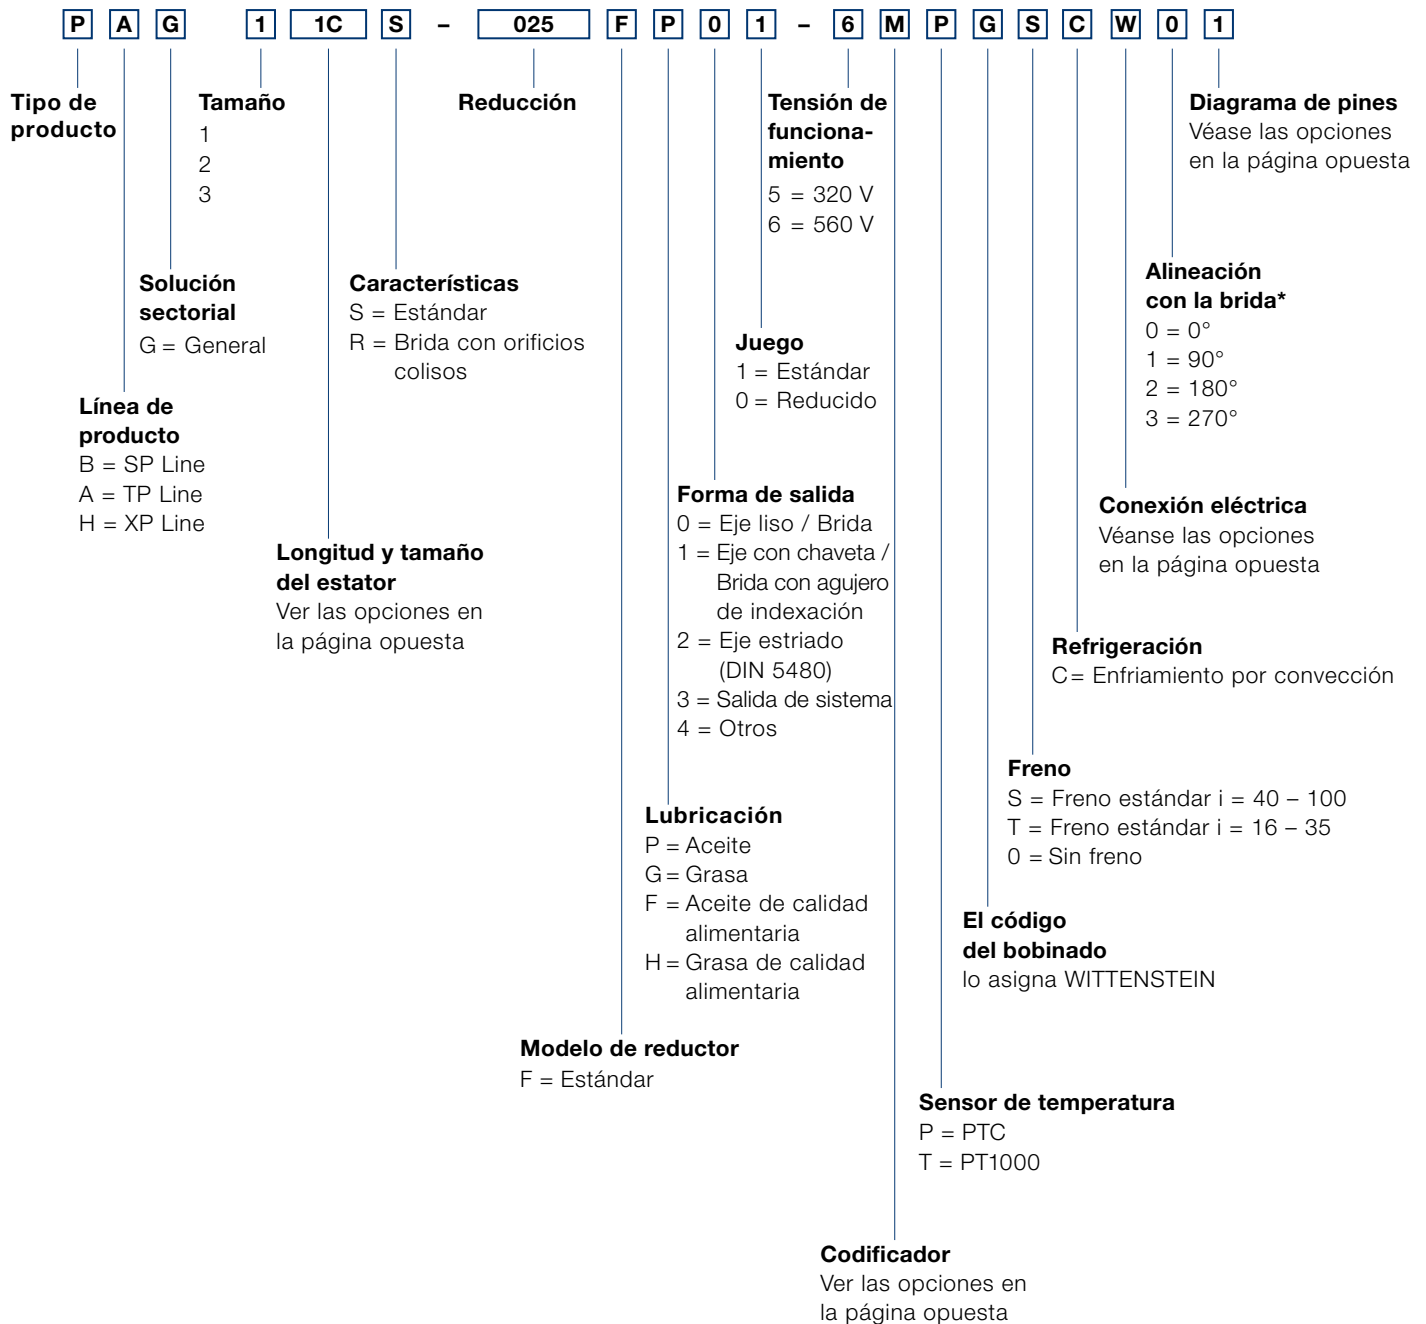 P A G 1 1C S – 025 F P 0 1 – 6 M P G S C W 0 1
Tipo de
producto
Tamaño
1
2
3
Reducción
Tensión de
funciona-
miento
5 = 320 V
6 = 560 V
Diagrama de pines
Véase las opciones
en la página opuesta
Solución
sectorial
G = General
Características
S = Estándar
R = Brida con orificios
colisos
Alineación
con la brida*
0 = 0°
1 = 90°
2 = 180°
3 = 270°
Juego
1 = Estándar
0 = Reducido
Línea de
producto
B = SP Line
A = TP Line
H = XP Line
Forma de salida
0 = Eje liso / Brida
1 = Eje con chaveta /
Brida con agujero
de indexación
2 = Eje estriado
(DIN 5480)
3 = Salida de sistema
4 = Otros
Conexión eléctrica
Véanse las opciones
en la página opuesta
Longitud y tamaño
del estator
Ver las opciones en
la página opuesta
Refrigeración
C = Enfriamiento por convección
Freno
S = Freno estándar i = 40 – 100
T = Freno estándar i = 16 – 35
0 = Sin freno
Lubricación
P = Aceite
G = Grasa
F = Aceite de calidad
alimentaria
H = Grasa de calidad
alimentaria
El código
del bobinado
lo asigna WITTENSTEIN
Modelo de reductor
F = Estándar
Sensor de temperatura
P = PTC
T = PT1000
Codificador
Ver las opciones en
la página opuesta